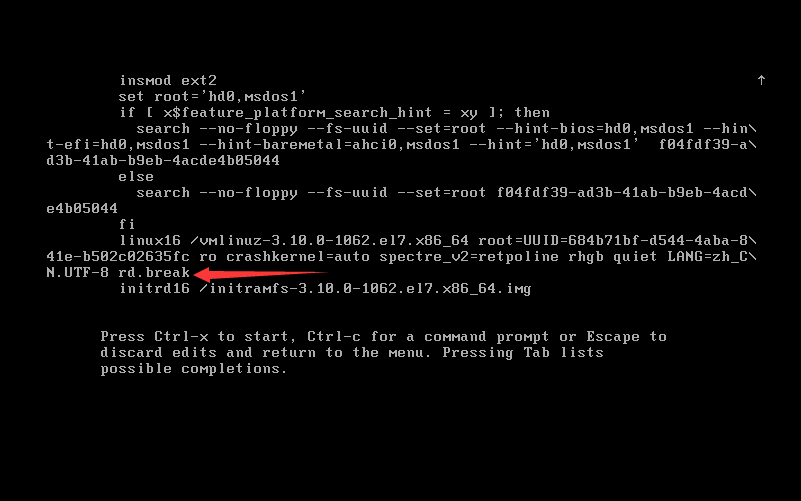 insmod ext2
set root='hd0,msdos1'
if [ x$feature_platform_search_hint = xy ]; then
search --no-floppy --fs-uuid --set=root --hint-bios=hd0,msdos1 --hin\
t-efi=hd0,msdos1 --hint-baremetal=ahci0,msdos1 --hint='hd0,msdos1'  f04fdf39-a\
d3b-41ab-b9eb-4acde4b05044
else
search --no-floppy --fs-uuid --set=root f04fdf39-ad3b-41ab-b9eb-4acd\
e4b05044
fi
linux16 /vmlinuz-3.10.0-1062.el7.x86_64 root=UUID=684b71bf-d544-4aba-8\
41e-b502c02635fc ro crashkernel=auto spectre_v2=retpoline rhgb quiet LANG=zh_C\
N.UTF-8 rd.break
initrd16 /initramfs-3.10.0-1062.el7.x86_64.img
Press Ctrl-x to start, Ctrl-c for a command prompt or Escape to
discard edits and return to the menu. Pressing Tab lists
possible completions.